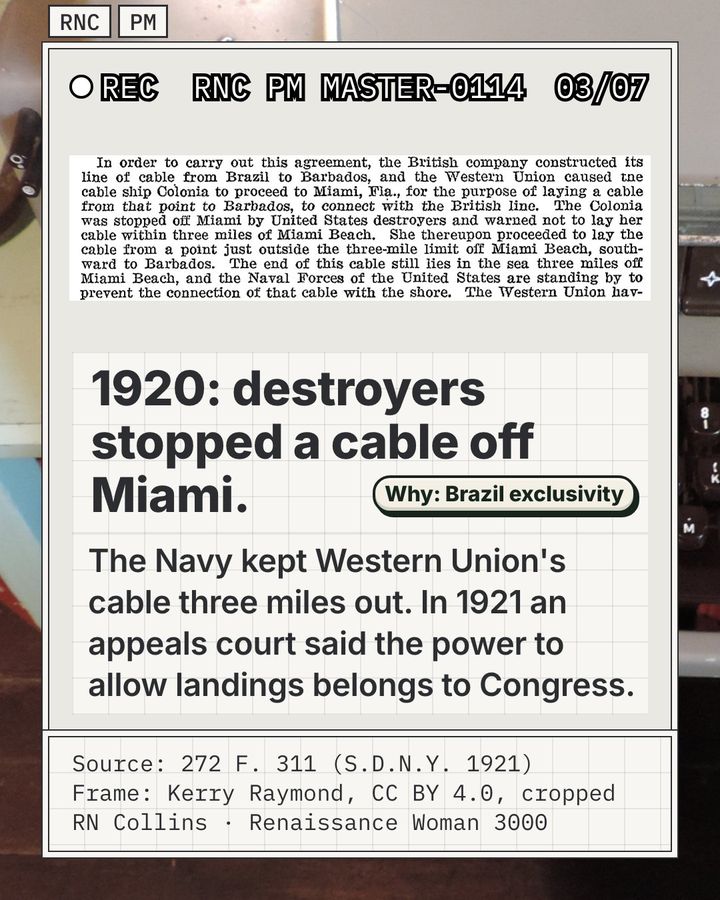 RNC PM
REC RNC PM MASTER-0114 03/07
In order to carry out this agreement, the British company constructed its
line of cable from Brazil to Barbados, and the Western Union caused tne
cable ship Colonia to proceed to Miami, Fla., for the purpose of laying a cable
from that point to Barbados, to connect with the British line. The Colonia
was stopped off Miami by United States destroyers and warned not to lay her
cable within three miles of Miami Beach. She thereupon proceeded to lay the
cable from a point just outside the three-mile limit off Miami Beach, south-
ward to Barbados. The end of this cable still lies in the sea three miles off
Miami Beach, and the Naval Forces of the United States are standing by to
prevent the connection of that cable with the shore. The Western Union hav-
1920: destroyers
stopped a cable off
Miami.
Why: Brazil exclusivity
The Navy kept Western Union's
cable three miles out. In 1921 an
appeals court said the power to
allow landings belongs to Congress.
Source: 272 F. 311 (S.D.N.Y. 1921)
Frame: Kerry Raymond, CC BY 4.0, cropped
RN Collins · Renaissance Woman 3000
8
M